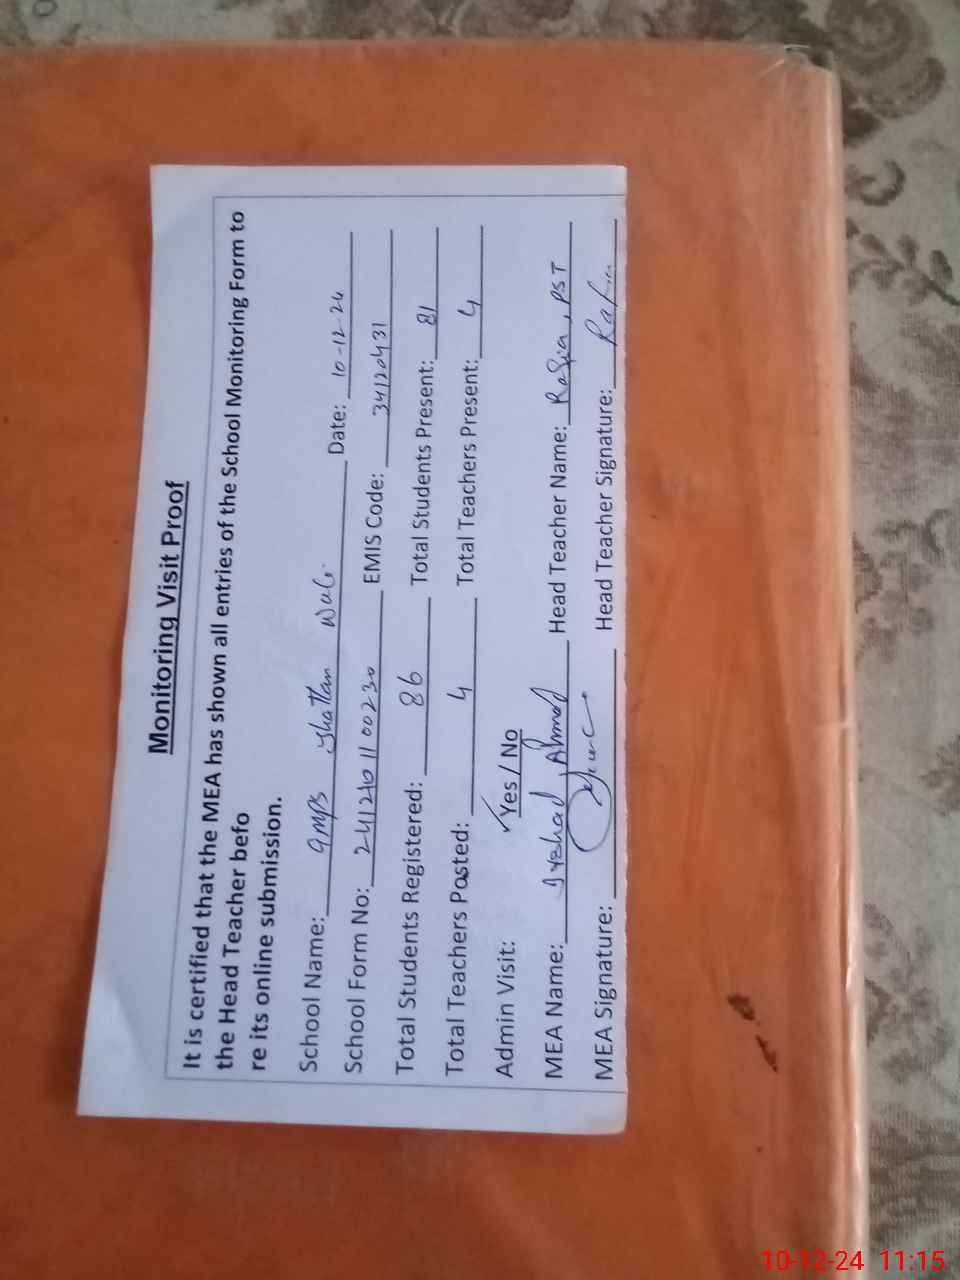 Monitoring Visit Proof
It is certified that the MEA has shown all entries of the School Monitoring Form to
the Head Teacher befo
re its online submission.
School Name: GMPS Wala Date: 10-12-24
School Form No: EMIS Code: 34120431
Total Students Registered: 86 Total Students Present: 81
Total Teachers Posted: 4 Total Teachers Present: 4
Admin Visit: ✓Yes / No
MEA Name: Irshad Ahmed Head Teacher Name: Razia, PST
MEA Signature: Head Teacher Signature:
10-12-24 11:15